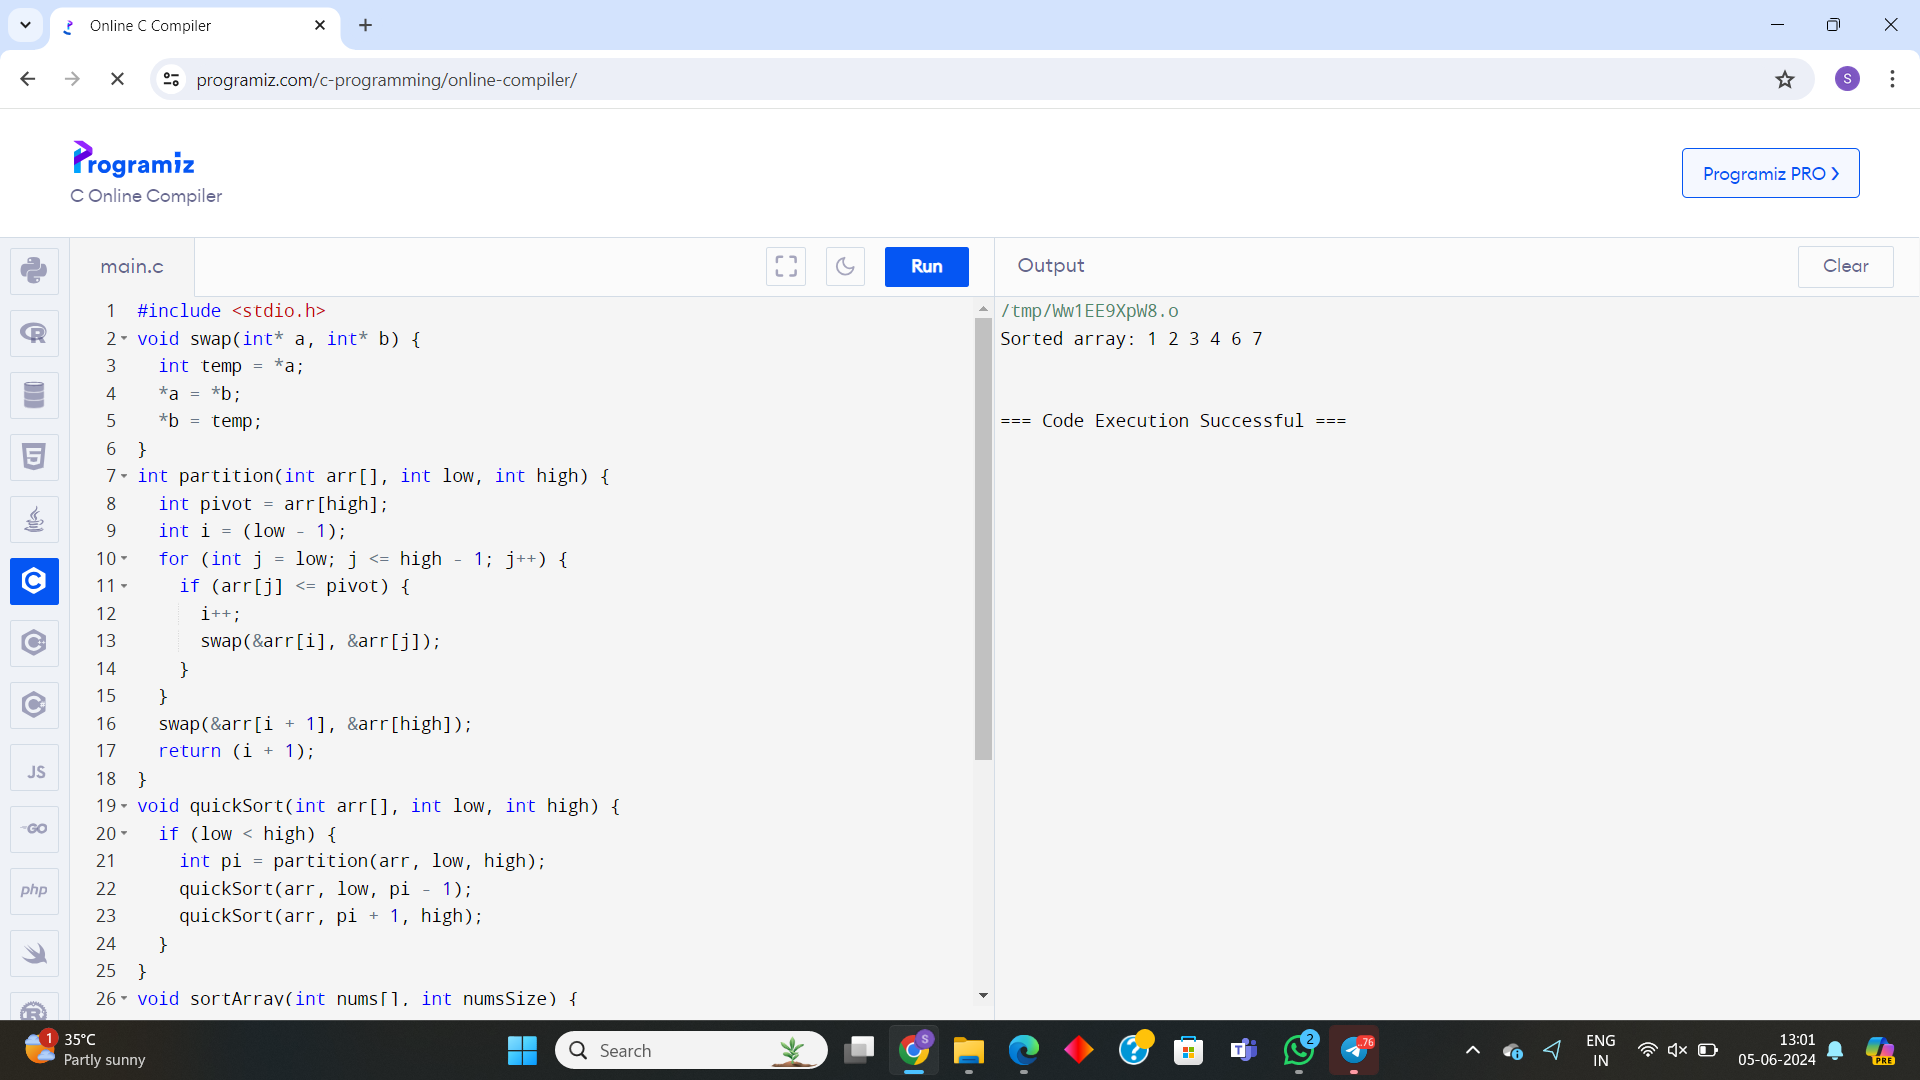 Online C Compiler
programiz.com/c-programming/online-compiler/
S
Programiz
C Online Compiler
Programiz PRO
main.c
Run
Output
Clear
1 #include <stdio.h>
2 void swap(int* a, int* b) {
3 int temp = *a;
4 *a = *b;
5 *b = temp;
6 }
7 int partition(int arr[], int low, int high) {
8 int pivot = arr[high];
9 int i = (low - 1);
10 for (int j = low; j <= high - 1; j++) {
11 if (arr[j] <= pivot) {
12 i++;
13 swap(&arr[i], &arr[j]);
14 }
15 }
16 swap(&arr[i + 1], &arr[high]);
17 return (i + 1);
18 }
19 void quickSort(int arr[], int low, int high) {
20 if (low < high) {
21 int pi = partition(arr, low, high);
22 quickSort(arr, low, pi - 1);
23 quickSort(arr, pi + 1, high);
24 }
25 }
26 void sortArray(int nums[], int numsSize) {
/tmp/Ww1EE9XpW8.o
Sorted array: 1 2 3 4 6 7
=== Code Execution Successful ===
R
5
C
JS
GO
php
1
35°C
Partly sunny
Search
S
?
T
2
.76
ENG
IN
13:01
05-06-2024
PRE